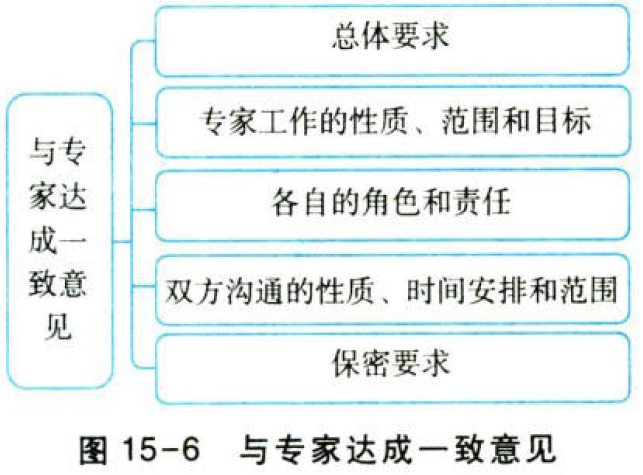 总体要求
专家工作的性质、范围和目标
与专
家达
成一
致意
见
各自的角色和责任
双方沟通的性质、时间安排和范围
保密要求
图 15-6 与专家达成一致意见